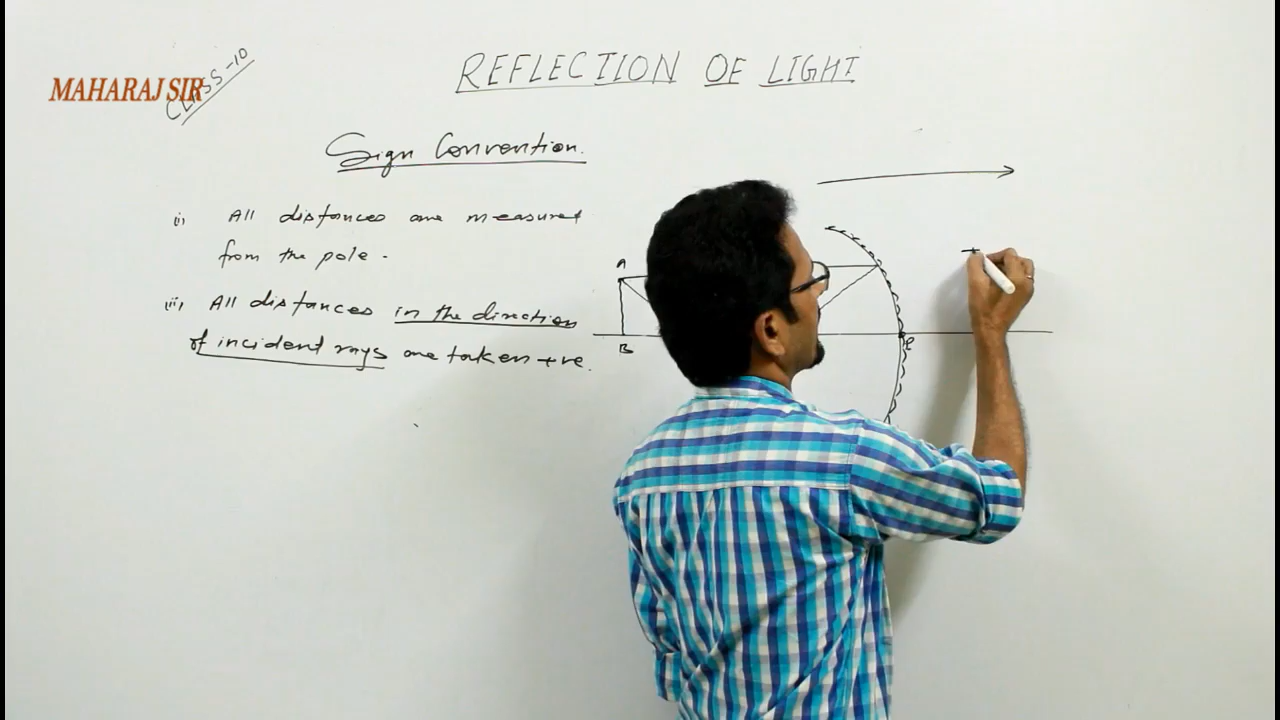 MAHARAJ SIR
CLASS-10
REFLECTION OF LIGHT
Sign Convention.
(i) All distances are measured
from the pole.
(ii) All distances in the direction
of incident rays are taken +ve.
A
B
P
+